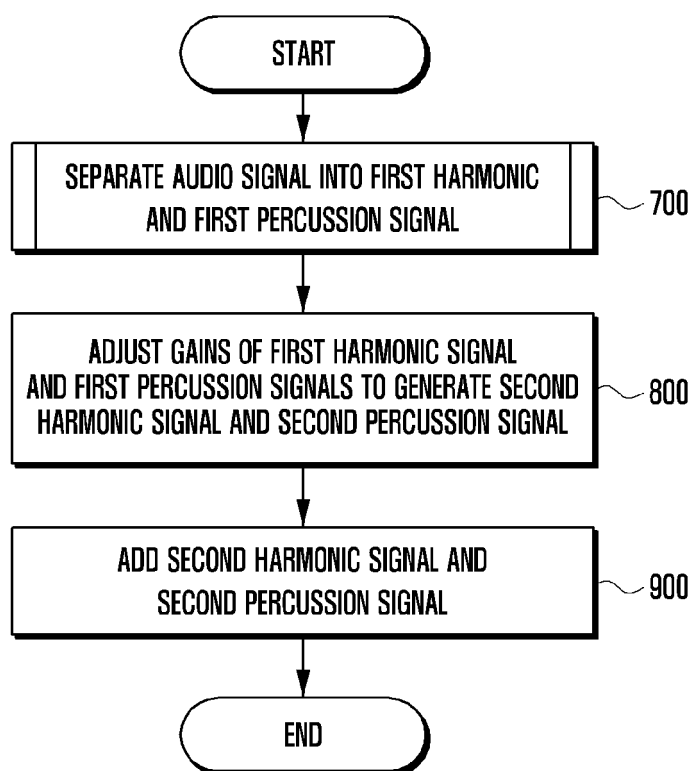 START
SEPARATE AUDIO SIGNAL INTO FIRST HARMONIC
AND FIRST PERCUSSION SIGNAL
700
ADJUST GAINS OF FIRST HARMONIC SIGNAL
AND FIRST PERCUSSION SIGNALS TO GENERATE SECOND
HARMONIC SIGNAL AND SECOND PERCUSSION SIGNAL
800
ADD SECOND HARMONIC SIGNAL AND
SECOND PERCUSSION SIGNAL
900
END